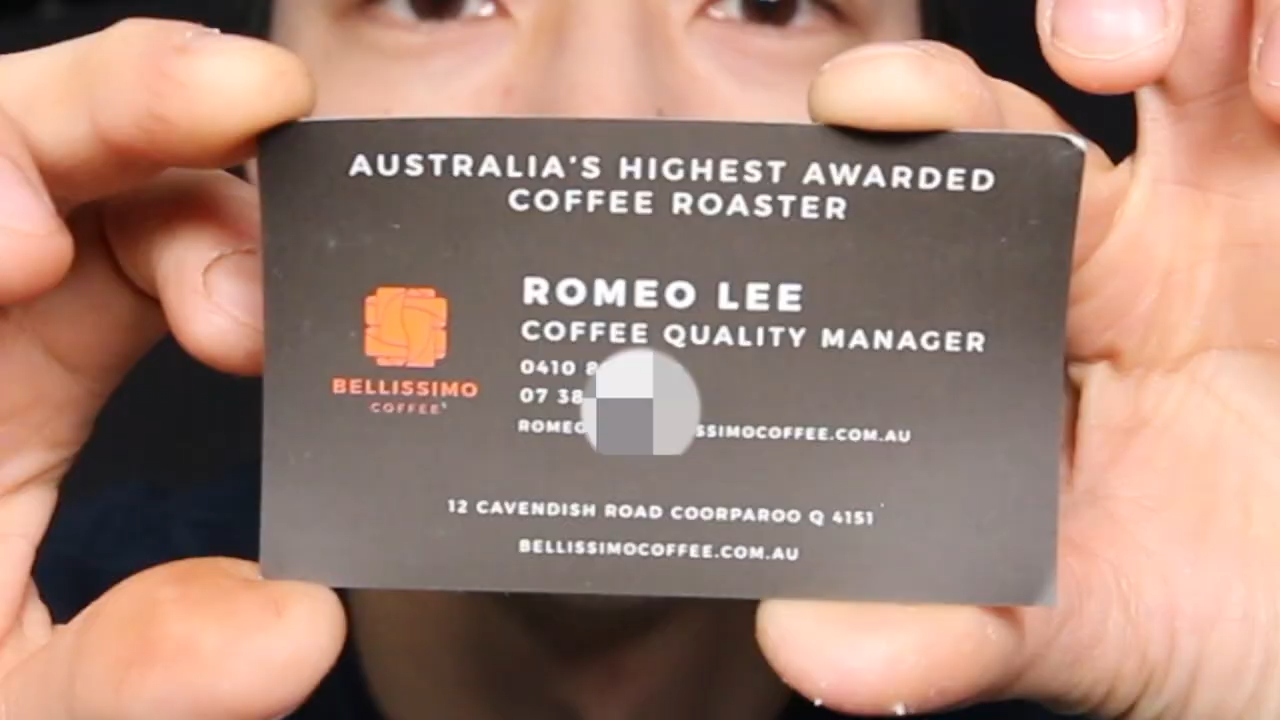 AUSTRALIA'S HIGHEST AWARDED
COFFEE ROASTER
ROMEO LEE
COFFEE QUALITY MANAGER
0410 8
07 38
BELLISSIMO
COFFEE
ROMEO SSIMOCOFFEE.COM.AU
12 CAVENDISH ROAD COORPAROO Q 4151
BELLISSIMOCOFFEE.COM.AU